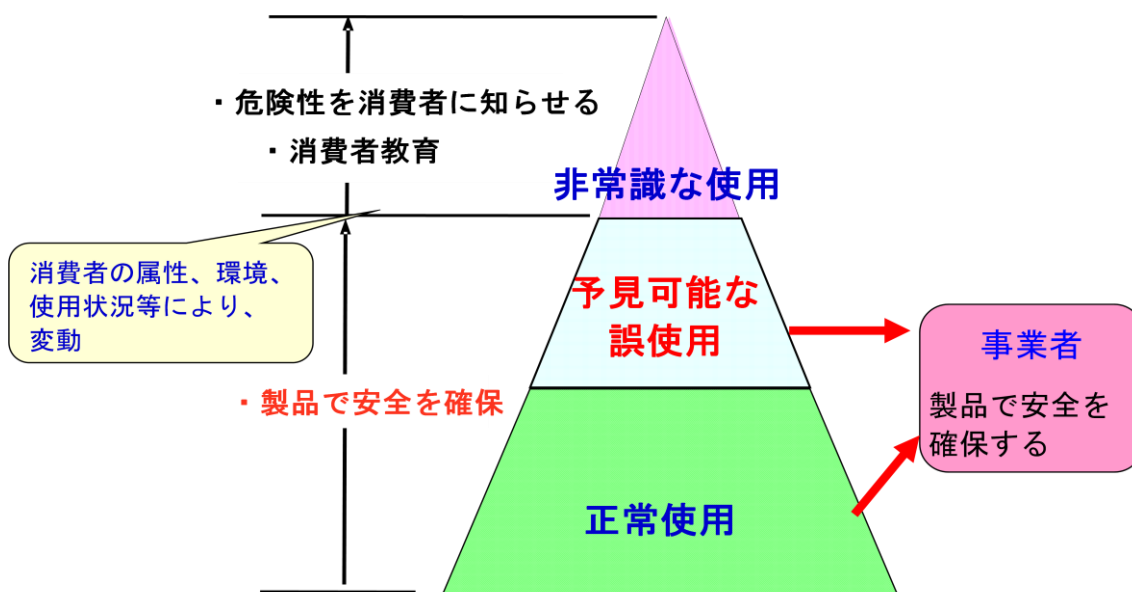 ・危険性を消費者に知らせる
・消費者教育
非常識な使用
消費者の属性、環境、
使用状況等により、
変動
予見可能な
誤使用
・製品で安全を確保
事業者
製品で安全を
確保する
正常使用